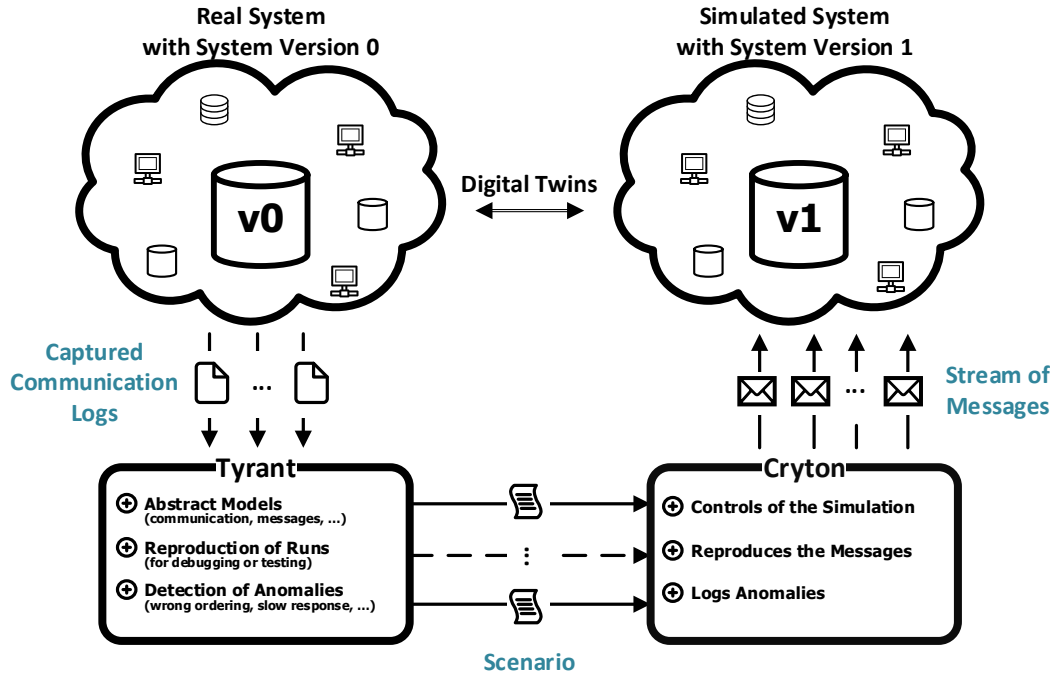 Real System
with System Version 0
Simulated System
with System Version 1
v0
Digital Twins
v1
Captured
Communication
Logs
...
...
Stream of
Messages
Tyrant
Abstract Models
(communication, messages, ...)
Reproduction of Runs
(for debugging or testing)
Detection of Anomalies
(wrong ordering, slow response, ...)
...
Scenario
Cryton
Controls of the Simulation
Reproduces the Messages
Logs Anomalies